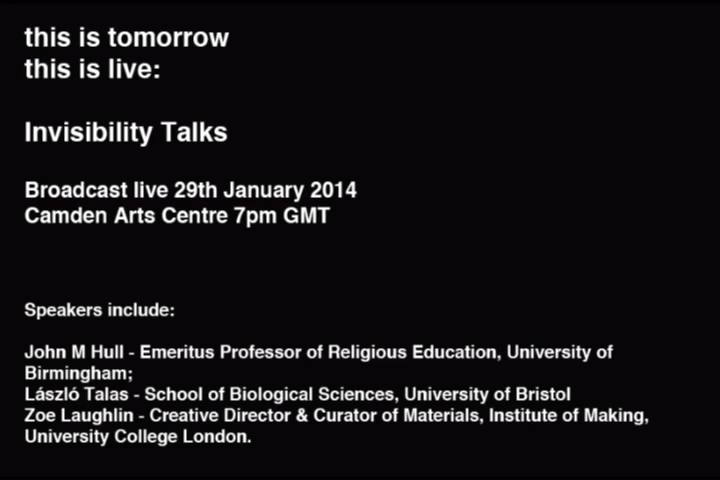 this is tomorrow
this is live:
Invisibility Talks
Broadcast live 29th January 2014
Camden Arts Centre 7pm GMT
Speakers include:
John M Hull - Emeritus Professor of Religious Education, University of
Birmingham;
László Talas - School of Biological Sciences, University of Bristol
Zoe Laughlin - Creative Director & Curator of Materials, Institute of Making,
University College London.